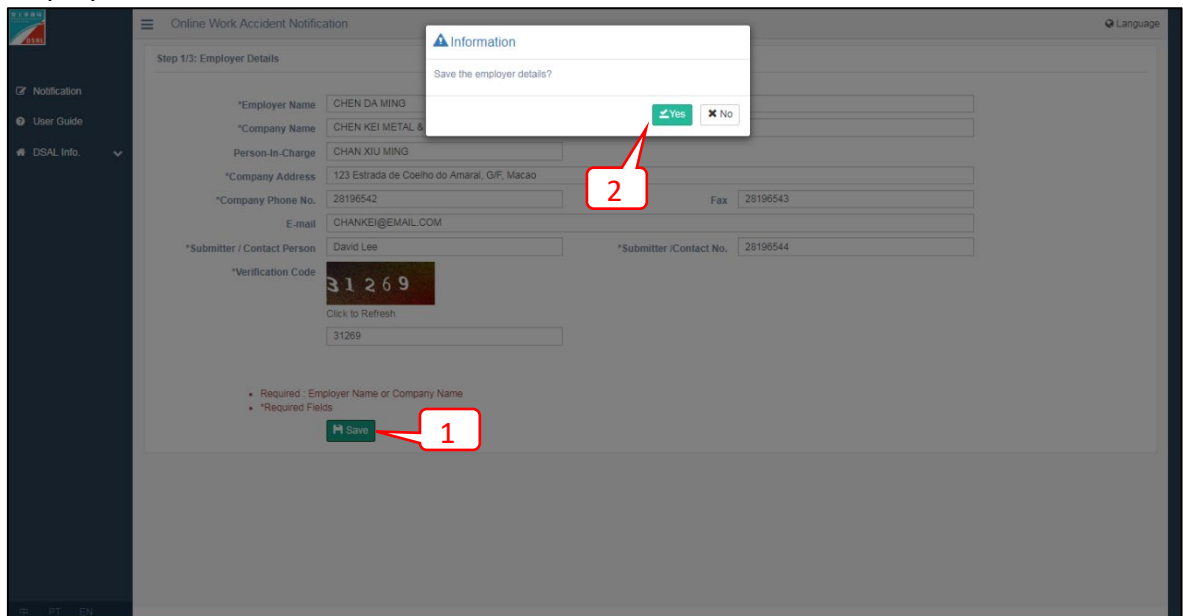 DSAL
Online Work Accident Notification
Language
Information
Step 1/3: Employer Details
Save the employer details?
Notification
*Employer Name CHEN DA MING
Yes No
User Guide
*Company Name CHEN KEI METAL &
DSAL Info.
Person-In-Charge CHAN XIU MING
*Company Address 123 Estrada de Coelho do Amaral, G/F, Macao
2
*Company Phone No. 28196542 Fax 28196543
E-mail CHANKEI@EMAIL.COM
*Submitter / Contact Person David Lee *Submitter /Contact No. 28196544
*Verification Code
31269
Click to Refresh
31269
Required : Employer Name or Company Name
*Required Fields
Save
1
中 PT EN